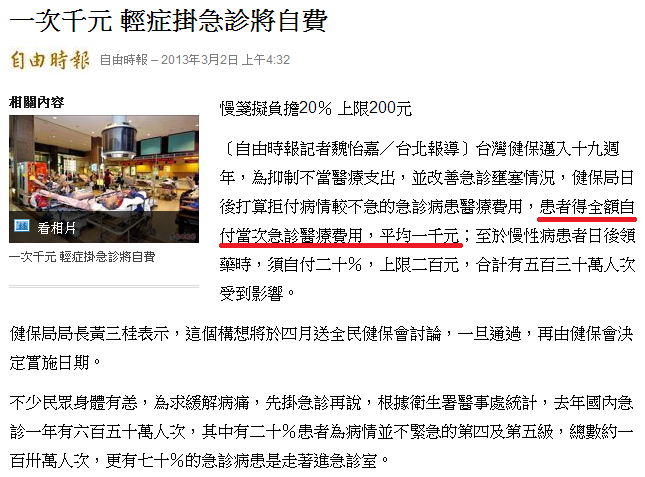 一次千元 輕症掛急診將自費
自由時報 自由時報 – 2013年3月2日 上午4:32
相關內容
看相片
一次千元 輕症掛急診將自費
慢箋擬負擔20% 上限200元
〔自由時報記者魏怡嘉／台北報導〕台灣健保邁入十九週
年，為抑制不當醫療支出，並改善急診壅塞情況，健保局日
後打算拒付病情較不急的急診病患醫療費用，患者得全額自
付當次急診醫療費用，平均一千元；至於慢性病患者日後領
藥時，須自付二十%，上限二百元，合計有五百三十萬人次
受到影響。
健保局局長黃三桂表示，這個構想將於四月送全民健保會討論，一旦通過，再由健保會決
定實施日期。
不少民眾身體有恙，為求緩解病痛，先掛急診再說，根據衛生署醫事處統計，去年國內急
診一年有六百五十萬人次，其中有二十%患者為病情並不緊急的第四及第五級，總數約一
百卅萬人次，更有七十%的急診病患是走著進急診室。